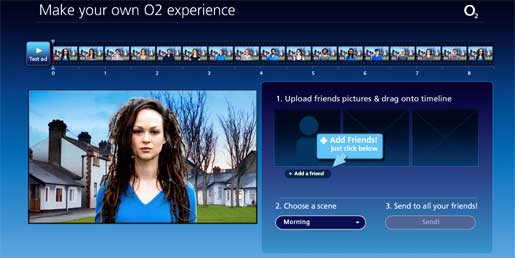 Make your own O2 experience
O2
Test ad
0 1 2 3 4 5 6 7 8
1. Upload friends pictures & drag onto timeline
+ Add Friends!
just click below
+ Add a friend
2. Choose a scene
3. Send to all your friends!
Morning
Send!